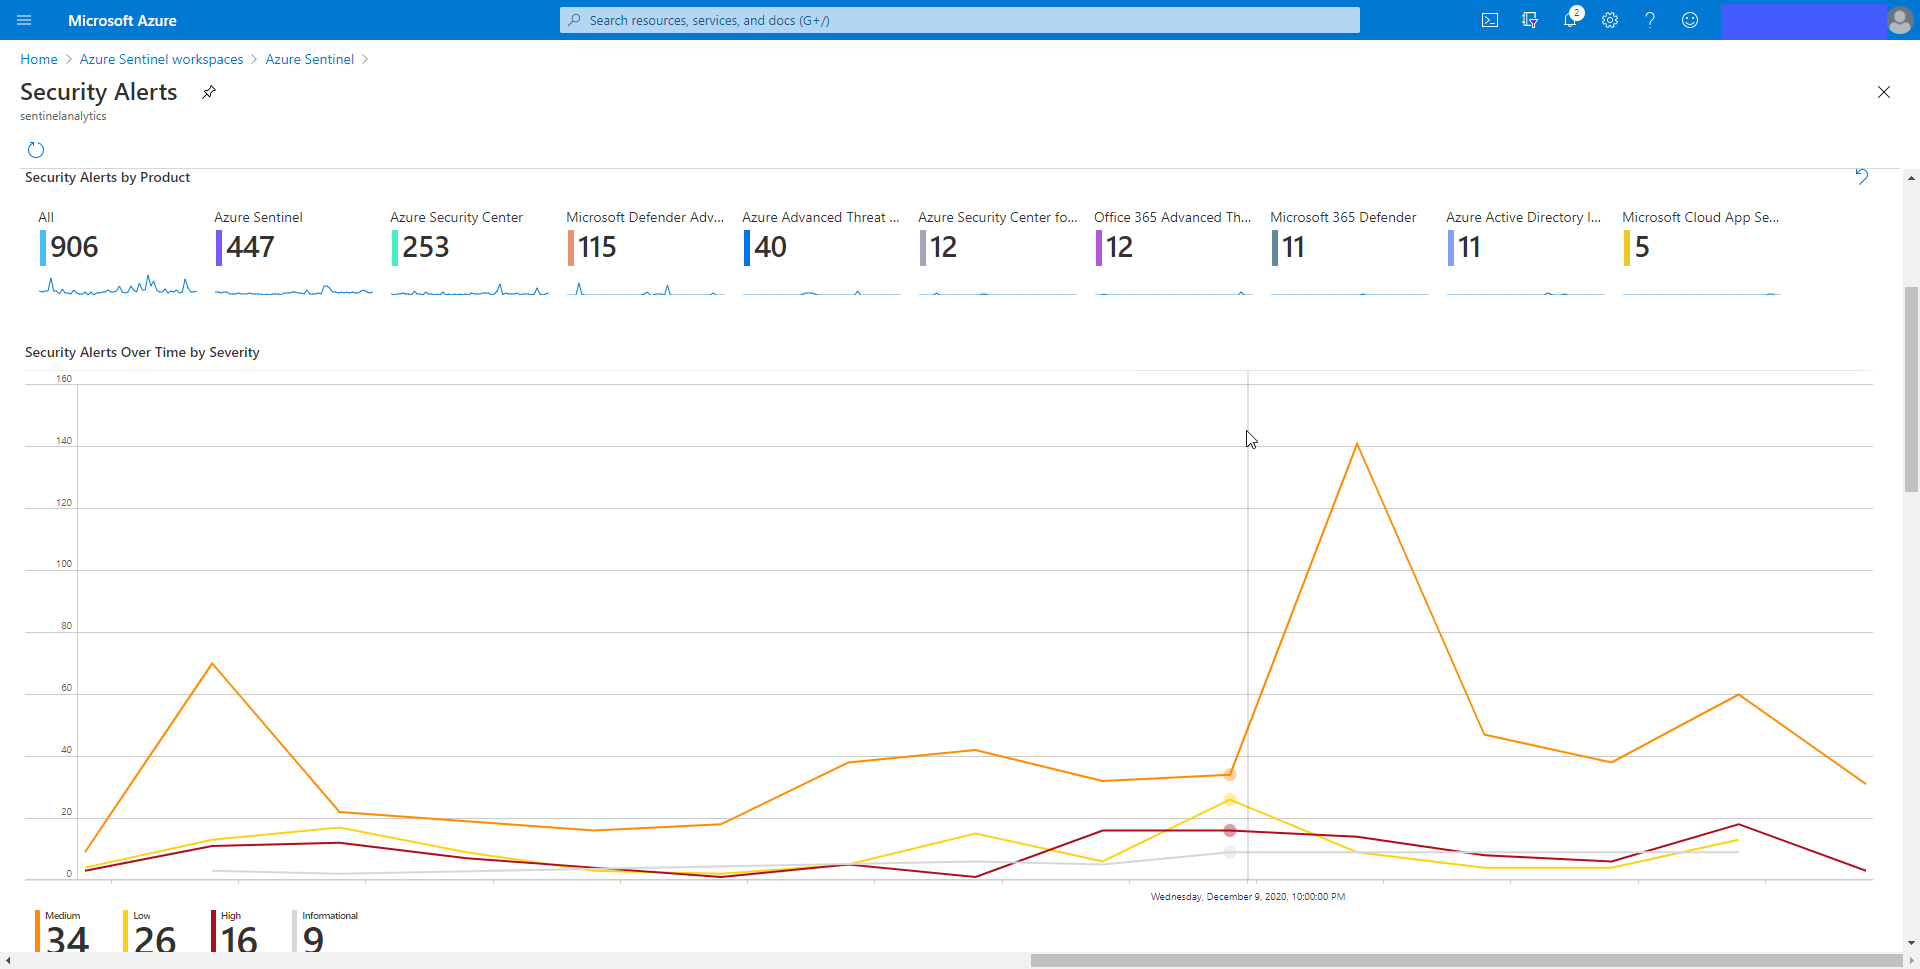 Microsoft Azure
Search resources, services, and docs (G+/)
2
Home > Azure Sentinel workspaces > Azure Sentinel >
Security Alerts
sentinelanalytics
Security Alerts by Product
All
906
Azure Sentinel
447
Azure Security Center
253
Microsoft Defender Adv...
115
Azure Advanced Threat ...
40
Azure Security Center fo...
12
Office 365 Advanced Th...
12
Microsoft 365 Defender
11
Azure Active Directory I...
11
Microsoft Cloud App Se...
5
Security Alerts Over Time by Severity
160
140
120
100
80
60
40
20
0
Wednesday, December 9, 2020, 10:00:00 PM
Medium
34
Low
26
High
16
Informational
9